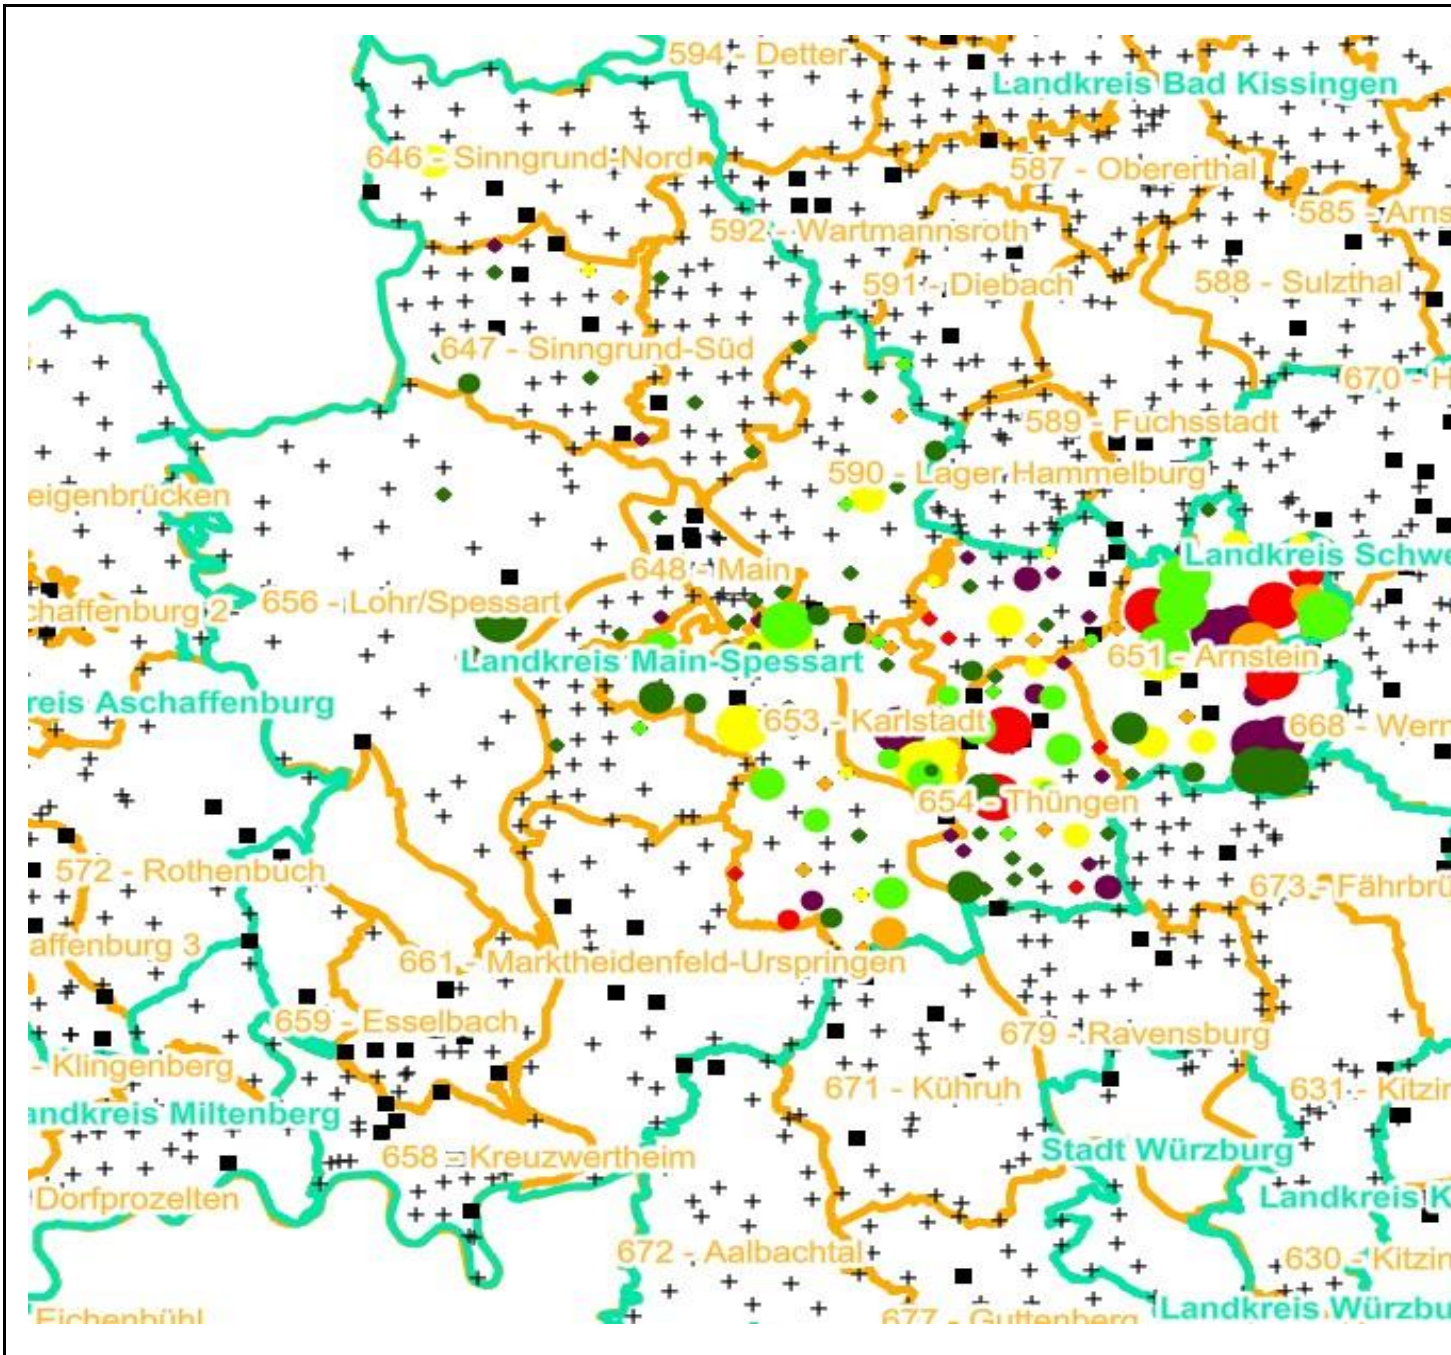 594 - Detter
Landkreis Bad Kissingen
646 - Sinngrund-Nord
587 - Obererthal
585 - Arns
592 - Wartmannsroth
591 - Diebach
588 - Sulzthal
647 - Sinngrund-Süd
670 - H
589 - Fuchsstadt
590 - Lager Hammelburg
eigenbrücken
Landkreis Schwe
648 - Main
chaffenburg 2
656 - Lohr/Spessart
651 - Arnstein
Landkreis Main-Spessart
reis Aschaffenburg
653 - Karlstadt
668 - Wern
654 - Thüngen
572 - Rothenbuch
673 - Fährbrü
affenburg 3
661 - Marktheidenfeld-Urspringen
659 - Esselbach
679 - Ravensburg
- Klingenberg
671 - Kühruh
631 - Kitzin
andkreis Miltenberg
Stadt Würzburg
658 - Kreuzwertheim
Dorfprozelten
Landkreis K
672 - Aalbachtal
630 - Kitzin
Landkreis Würzbu
Eichenbühl
677 - Guttenberg